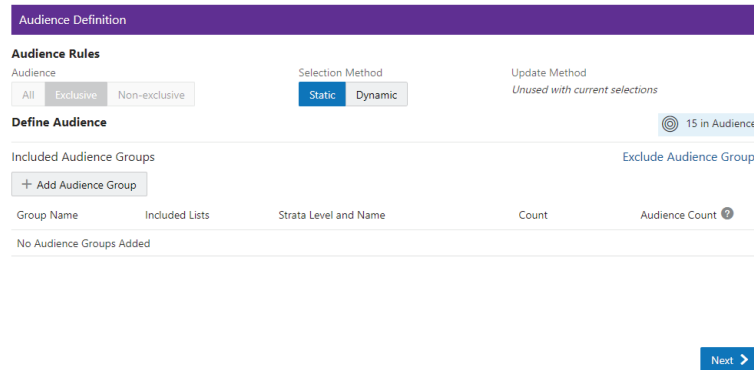 Audience Definition
Audience Rules
Audience Selection Method Update Method
All Exclusive Non-exclusive Static Dynamic Unused with current selections
Define Audience 15 in Audience
Included Audience Groups Exclude Audience Group
+ Add Audience Group
Group Name Included Lists Strata Level and Name Count Audience Count ?
No Audience Groups Added
Next